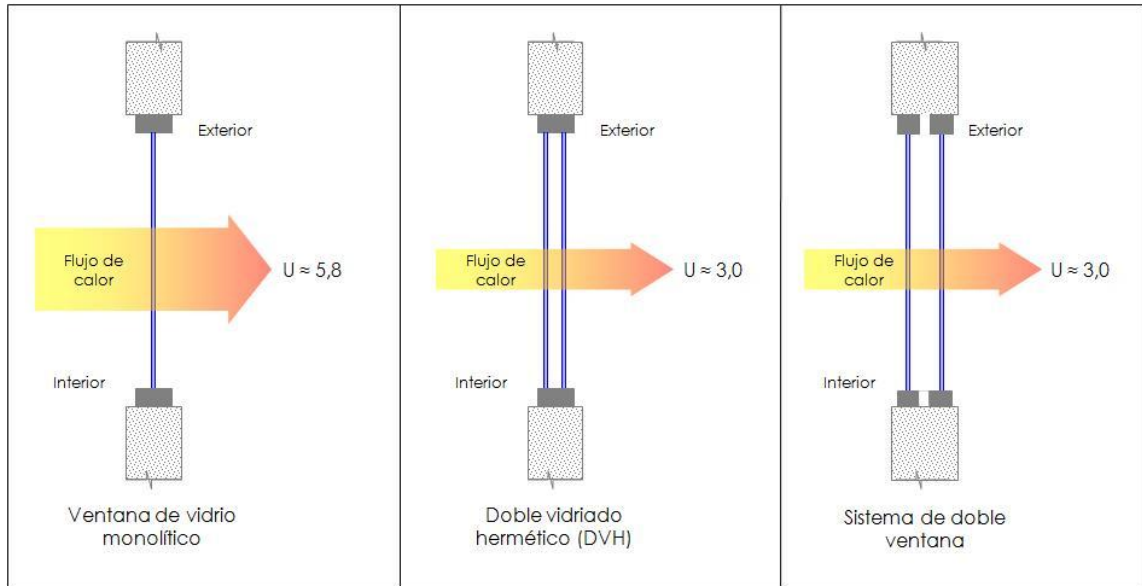 Exterior
Flujo de
calor
U ≈ 5,8
Interior
Ventana de vidrio
monolítico
Exterior
Flujo de
calor
U ≈ 3,0
Interior
Doble vidriado
hermético (DVH)
Exterior
Flujo de
calor
U ≈ 3,0
Interior
Sistema de doble
ventana